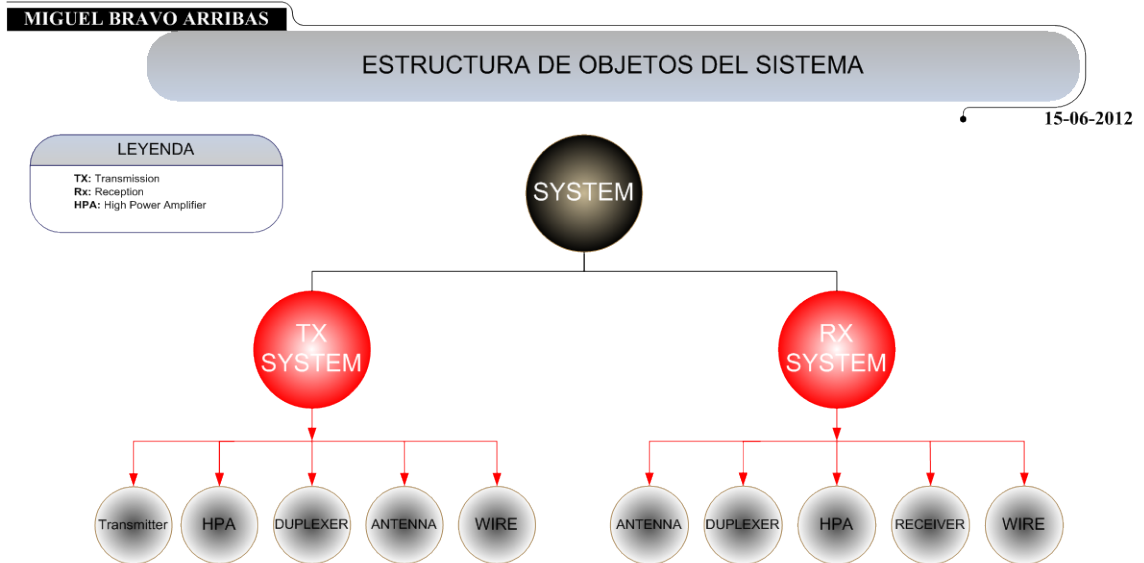 MIGUEL BRAVO ARRIBAS
ESTRUCTURA DE OBJETOS DEL SISTEMA
15-06-2012
LEYENDA
TX: Transmission
Rx: Reception
HPA: High Power Amplifier
SYSTEM
TX
SYSTEM
RX
SYSTEM
Transmitter
HPA
DUPLEXER
ANTENNA
WIRE
ANTENNA
DUPLEXER
HPA
RECEIVER
WIRE